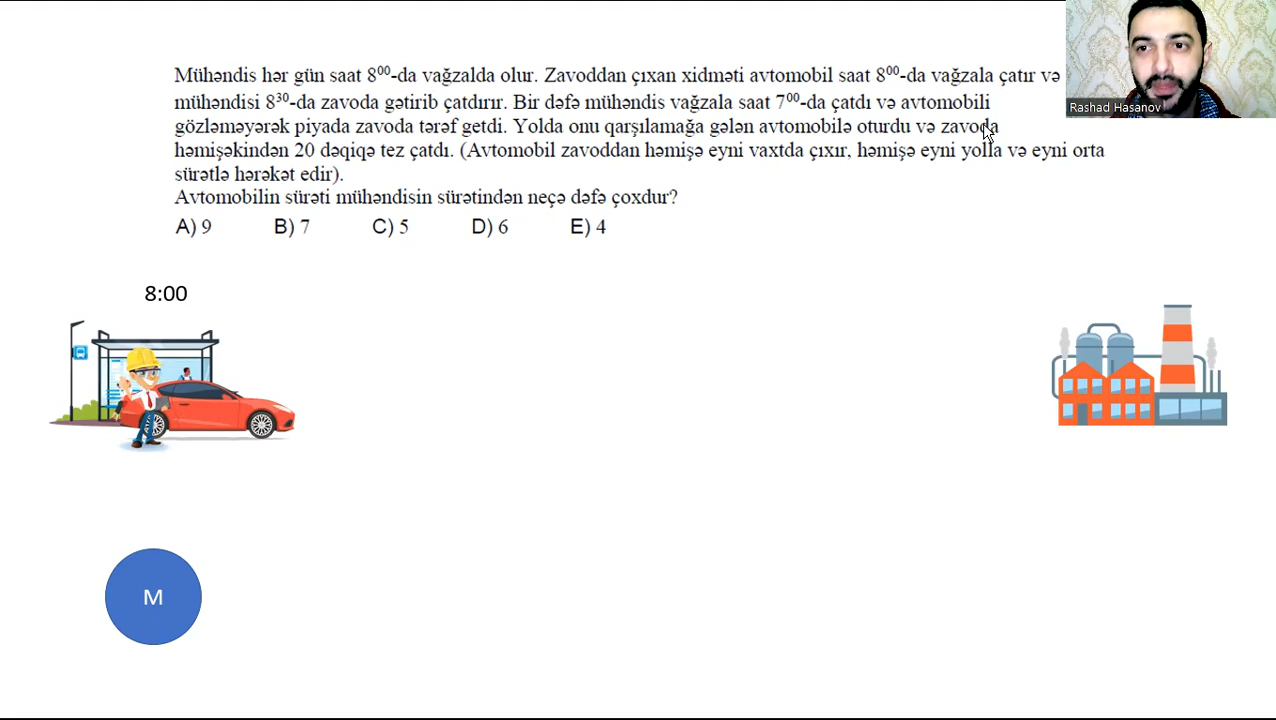 Mühəndis hər gün saat 8⁰⁰-da vağzalda olur. Zavoddan çıxan xidməti avtomobil saat 8⁰⁰-da vağzala çatır və
mühəndisi 8³⁰-da zavoda gətirib çatdırır. Bir dəfə mühəndis vağzala saat 7⁰⁰-da çatdı və avtomobili
gözləməyərək piyada zavoda tərəf getdi. Yolda onu qarşılamağa gələn avtomobilə oturdu və zavoda
həmişəkindən 20 dəqiqə tez çatdı. (Avtomobil zavoddan həmişə eyni vaxtda çıxır, həmişə eyni yolla və eyni orta
sürətlə hərəkət edir).
Avtomobilin sürəti mühəndisin sürətindən neçə dəfə çoxdur?
A) 9 B) 7 C) 5 D) 6 E) 4
8:00
M
Rashad Hasanov